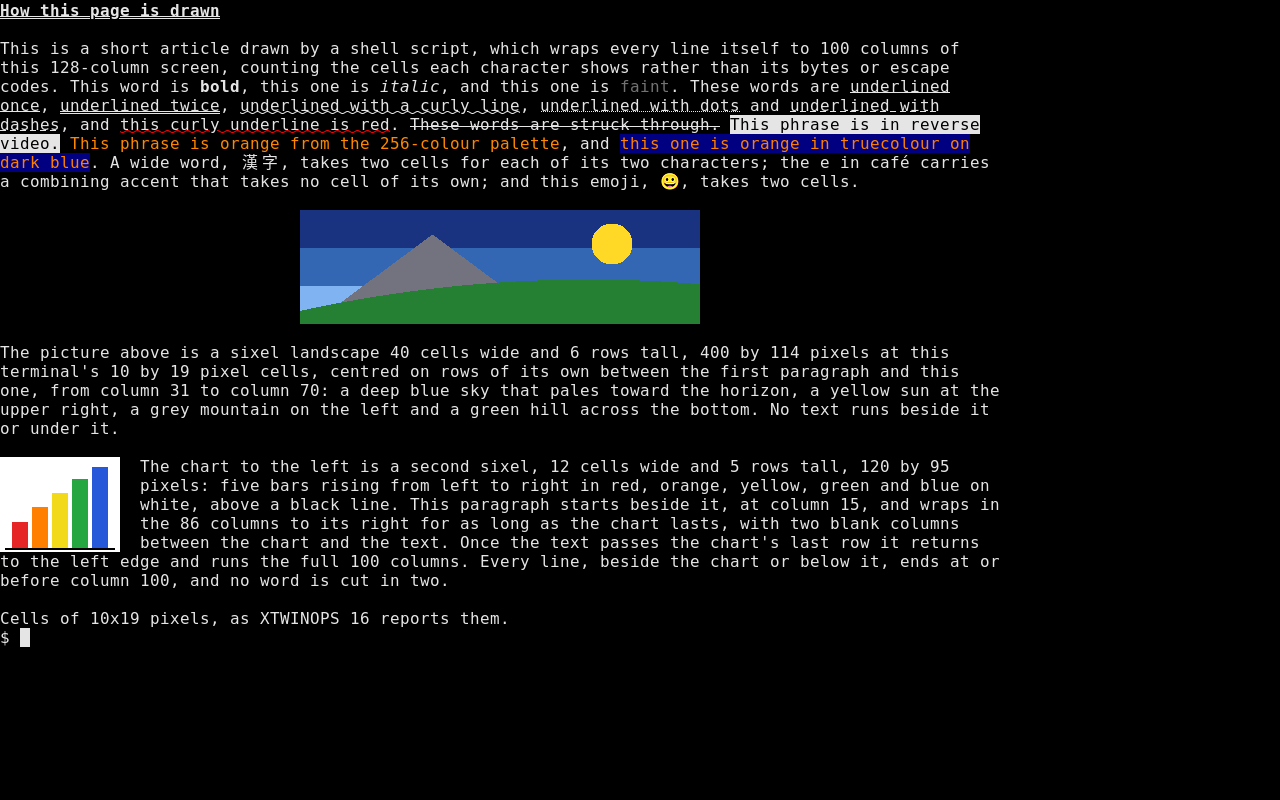 How this page is drawn
This is a short article drawn by a shell script, which wraps every line itself to 100 columns of
this 128-column screen, counting the cells each character shows rather than its bytes or escape
codes. This word is bold, this one is italic, and this one is faint. These words are underlined
once, underlined twice, underlined with a curly line, underlined with dots and underlined with
dashes, and this curly underline is red. These words are struck through. This phrase is in reverse
video. This phrase is orange from the 256-colour palette, and this one is orange in truecolour on
dark blue. A wide word, 漢字, takes two cells for each of its two characters; the e in café carries
a combining accent that takes no cell of its own; and this emoji, 😀, takes two cells.
The picture above is a sixel landscape 40 cells wide and 6 rows tall, 400 by 114 pixels at this
terminal's 10 by 19 pixel cells, centred on rows of its own between the first paragraph and this
one, from column 31 to column 70: a deep blue sky that pales toward the horizon, a yellow sun at the
upper right, a grey mountain on the left and a green hill across the bottom. No text runs beside it
or under it.
The chart to the left is a second sixel, 12 cells wide and 5 rows tall, 120 by 95
pixels: five bars rising from left to right in red, orange, yellow, green and blue on
white, above a black line. This paragraph starts beside it, at column 15, and wraps in
the 86 columns to its right for as long as the chart lasts, with two blank columns
between the chart and the text. Once the text passes the chart's last row it returns
to the left edge and runs the full 100 columns. Every line, beside the chart or below it, ends at or
before column 100, and no word is cut in two.
Cells of 10x19 pixels, as XTWINOPS 16 reports them.
$